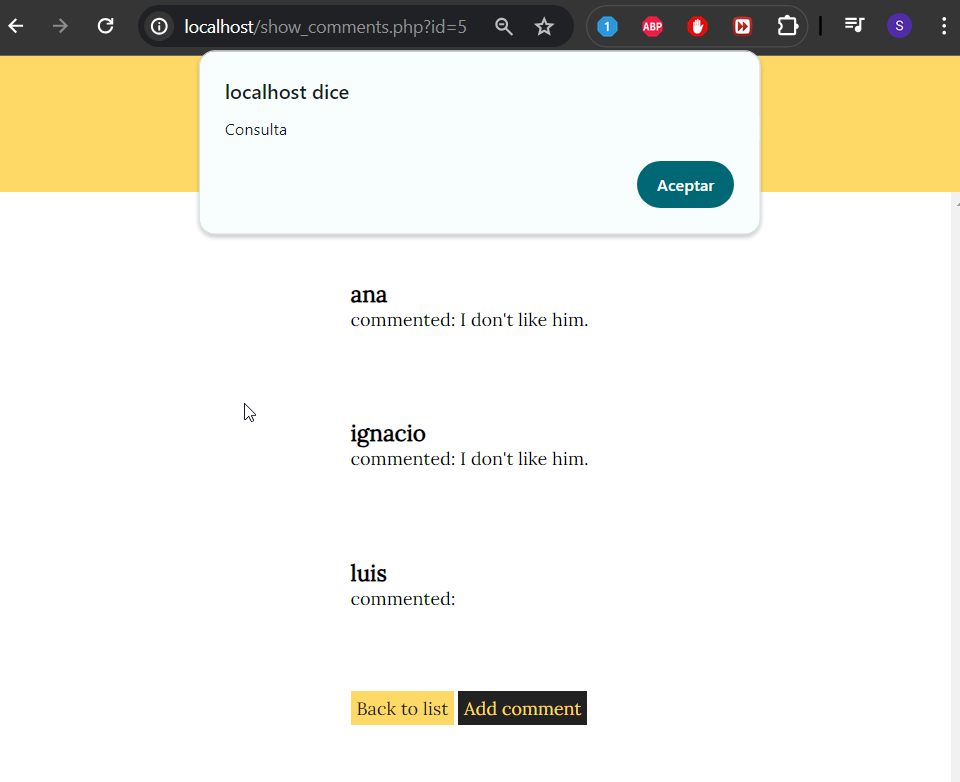 localhost/show_comments.php?id=5
1
ABP
S
localhost dice
Consulta
Aceptar
ana
commented: I don't like him.
ignacio
commented: I don't like him.
luis
commented:
Back to list
Add comment